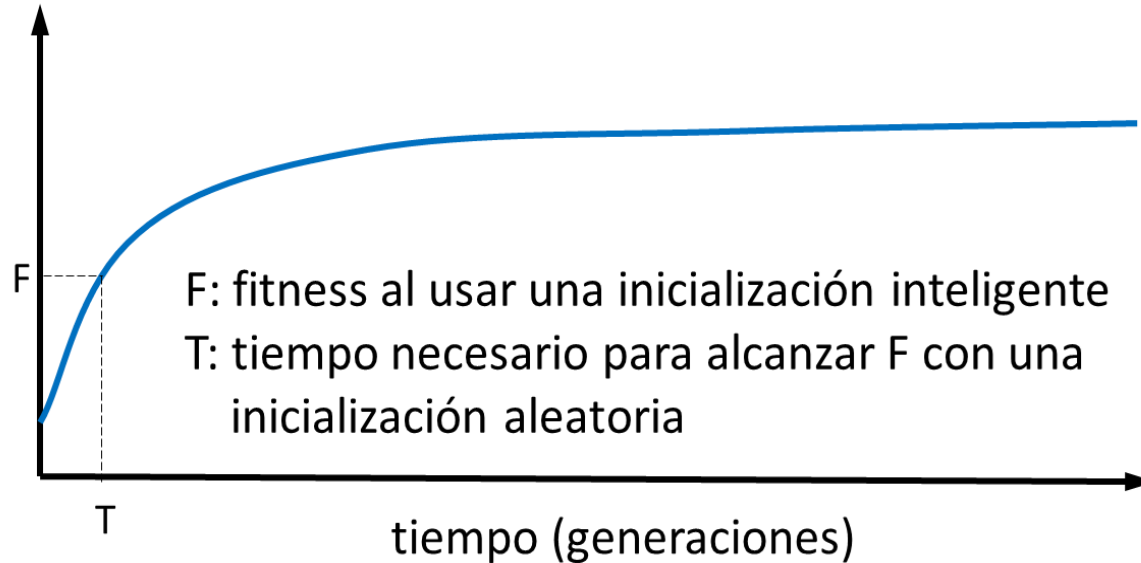 F
F: fitness al usar una inicialización inteligente
T: tiempo necesario para alcanzar F con una
inicialización aleatoria
T
tiempo (generaciones)